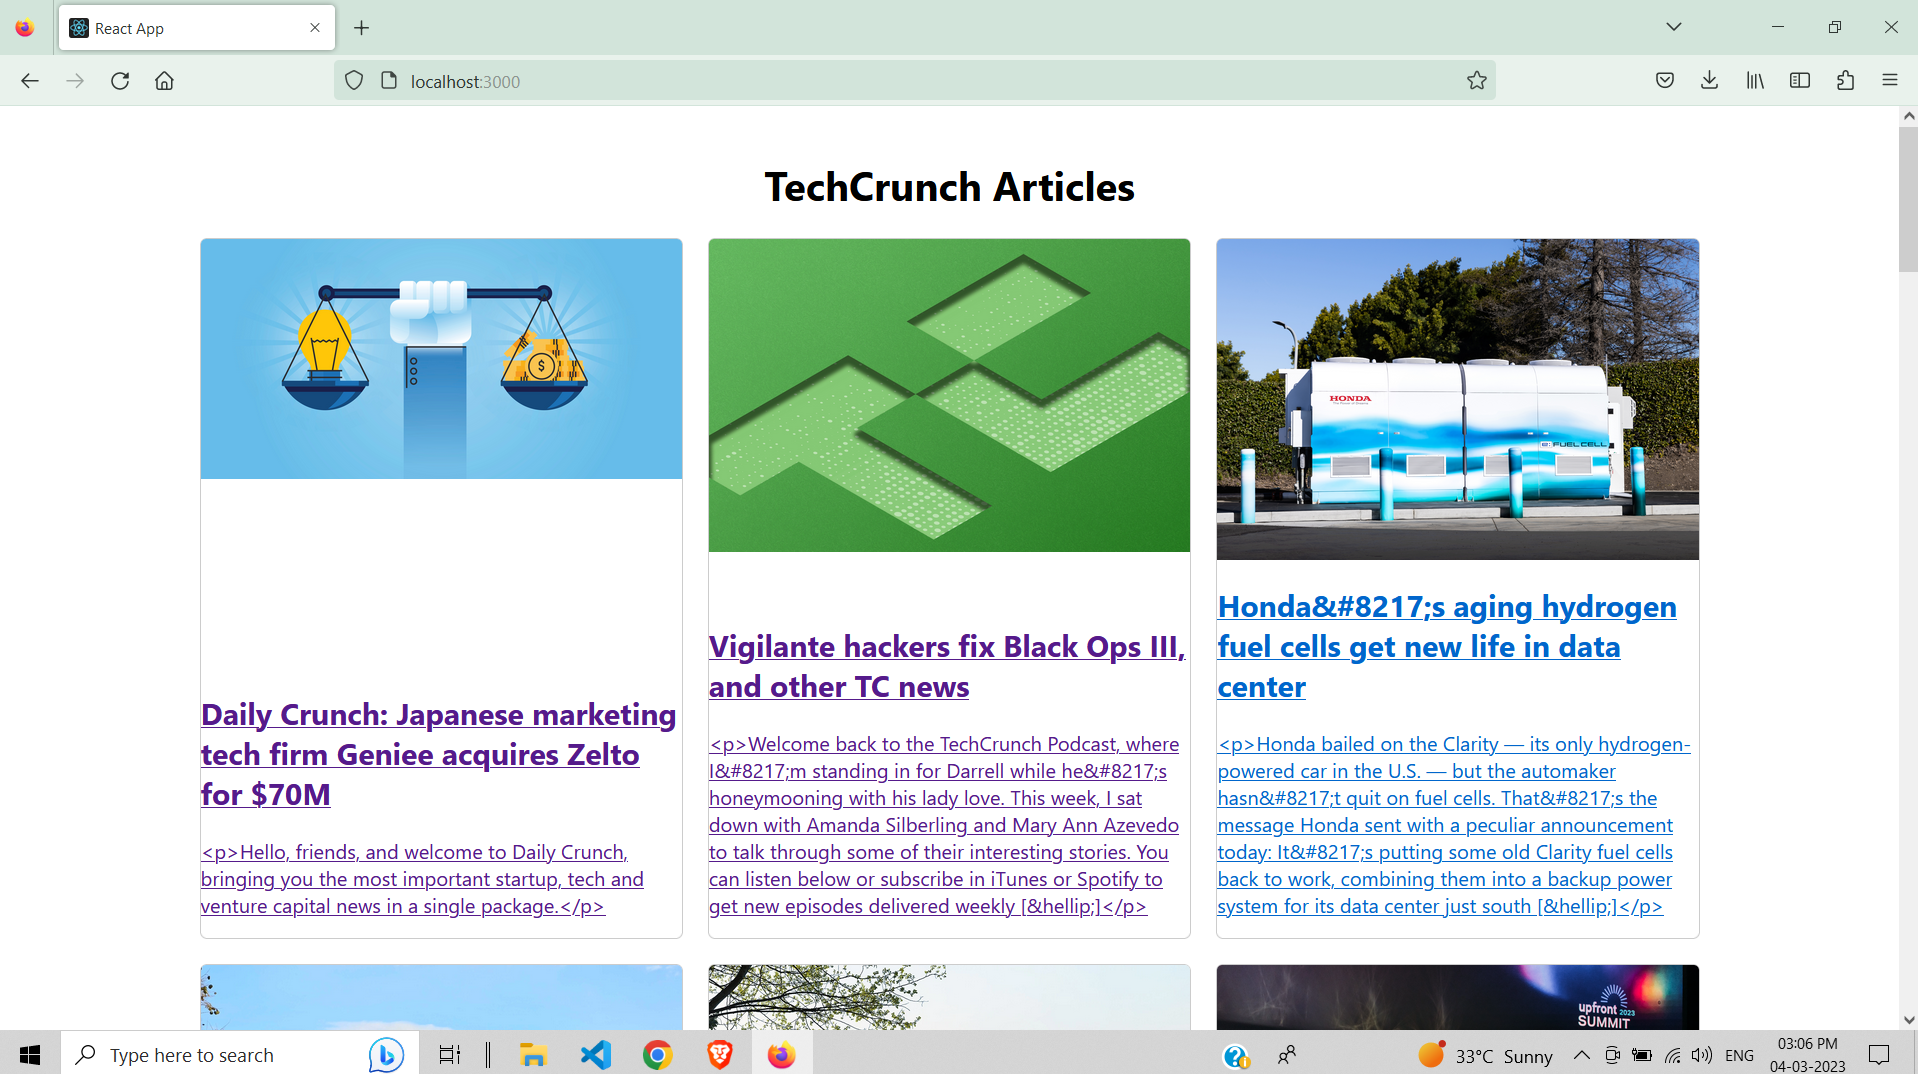 React App
localhost:3000
TechCrunch Articles
$
HONDA
FUEL CELL
Daily Crunch: Japanese marketing
tech firm Geniee acquires Zelto
for $70M
<p>Hello, friends, and welcome to Daily Crunch,
bringing you the most important startup, tech and
venture capital news in a single package.</p>
Vigilante hackers fix Black Ops III,
and other TC news
<p>Welcome back to the TechCrunch Podcast, where
I&#8217;m standing in for Darrell while he&#8217;s
honeymooning with his lady love. This week, I sat
down with Amanda Silberling and Mary Ann Azevedo
to talk through some of their interesting stories. You
can listen below or subscribe in iTunes or Spotify to
get new episodes delivered weekly [&hellip;]</p>
Honda&#8217;s aging hydrogen
fuel cells get new life in data
center
<p>Honda bailed on the Clarity — its only hydrogen-
powered car in the U.S. — but the automaker
hasn&#8217;t quit on fuel cells. That&#8217;s the
message Honda sent with a peculiar announcement
today: It&#8217;s putting some old Clarity fuel cells
back to work, combining them into a backup power
system for its data center just south [&hellip;]</p>
upfront 2023
SUMMIT
Type here to search
33°C Sunny
ENG
03:06 PM
04-03-2023